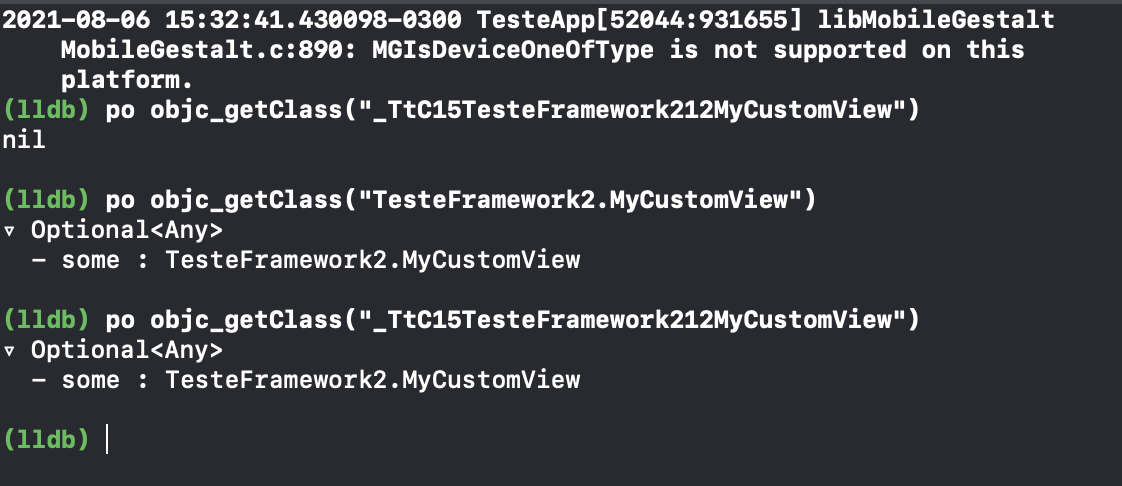 2021-08-06 15:32:41.430098-0300 TesteApp[52044:931655] libMobileGestalt
MobileGestalt.c:890: MGIsDeviceOneOfType is not supported on this
platform.
(lldb) po objc_getClass("_TtC15TesteFramework212MyCustomView")
nil
(lldb) po objc_getClass("TesteFramework2.MyCustomView")
▿ Optional<Any>
- some : TesteFramework2.MyCustomView
(lldb) po objc_getClass("_TtC15TesteFramework212MyCustomView")
▿ Optional<Any>
- some : TesteFramework2.MyCustomView
(lldb)